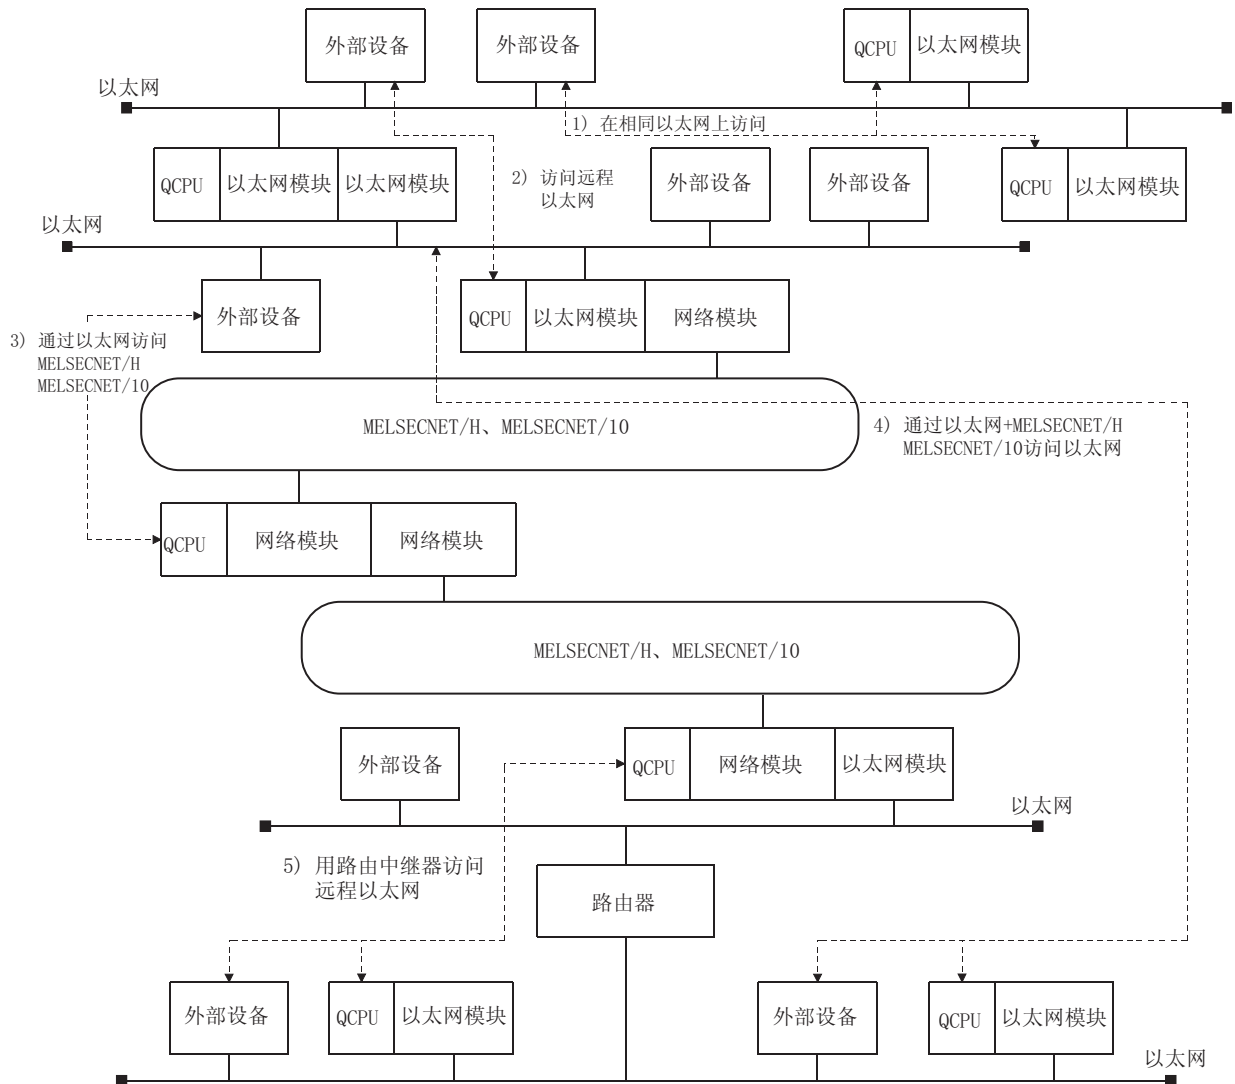 外部设备
外部设备
QCPU
以太网模块
以太网
1) 在相同以太网上访问
QCPU
以太网模块
以太网模块
2) 访问远程
以太网
外部设备
外部设备
QCPU
以太网模块
以太网
外部设备
QCPU
以太网模块
网络模块
3) 通过以太网访问
MELSECNET/H
MELSECNET/10
MELSECNET/H、MELSECNET/10
4) 通过以太网+MELSECNET/H
MELSECNET/10访问以太网
QCPU
网络模块
网络模块
MELSECNET/H、MELSECNET/10
外部设备
QCPU
网络模块
以太网模块
以太网
5) 用路由中继器访问
远程以太网
路由器
外部设备
QCPU
以太网模块
外部设备
QCPU
以太网模块
以太网